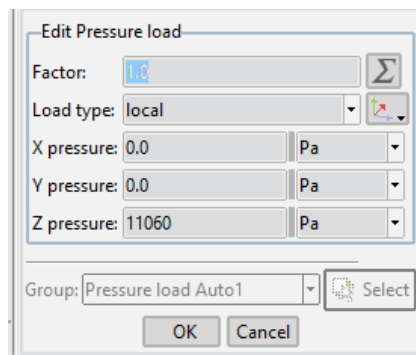 Edit Pressure load
Factor: 1.0 Σ
Load type: local
X pressure: 0.0 Pa
Y pressure: 0.0 Pa
Z pressure: 11060 Pa
Group: Pressure load Auto1 Select
OK Cancel